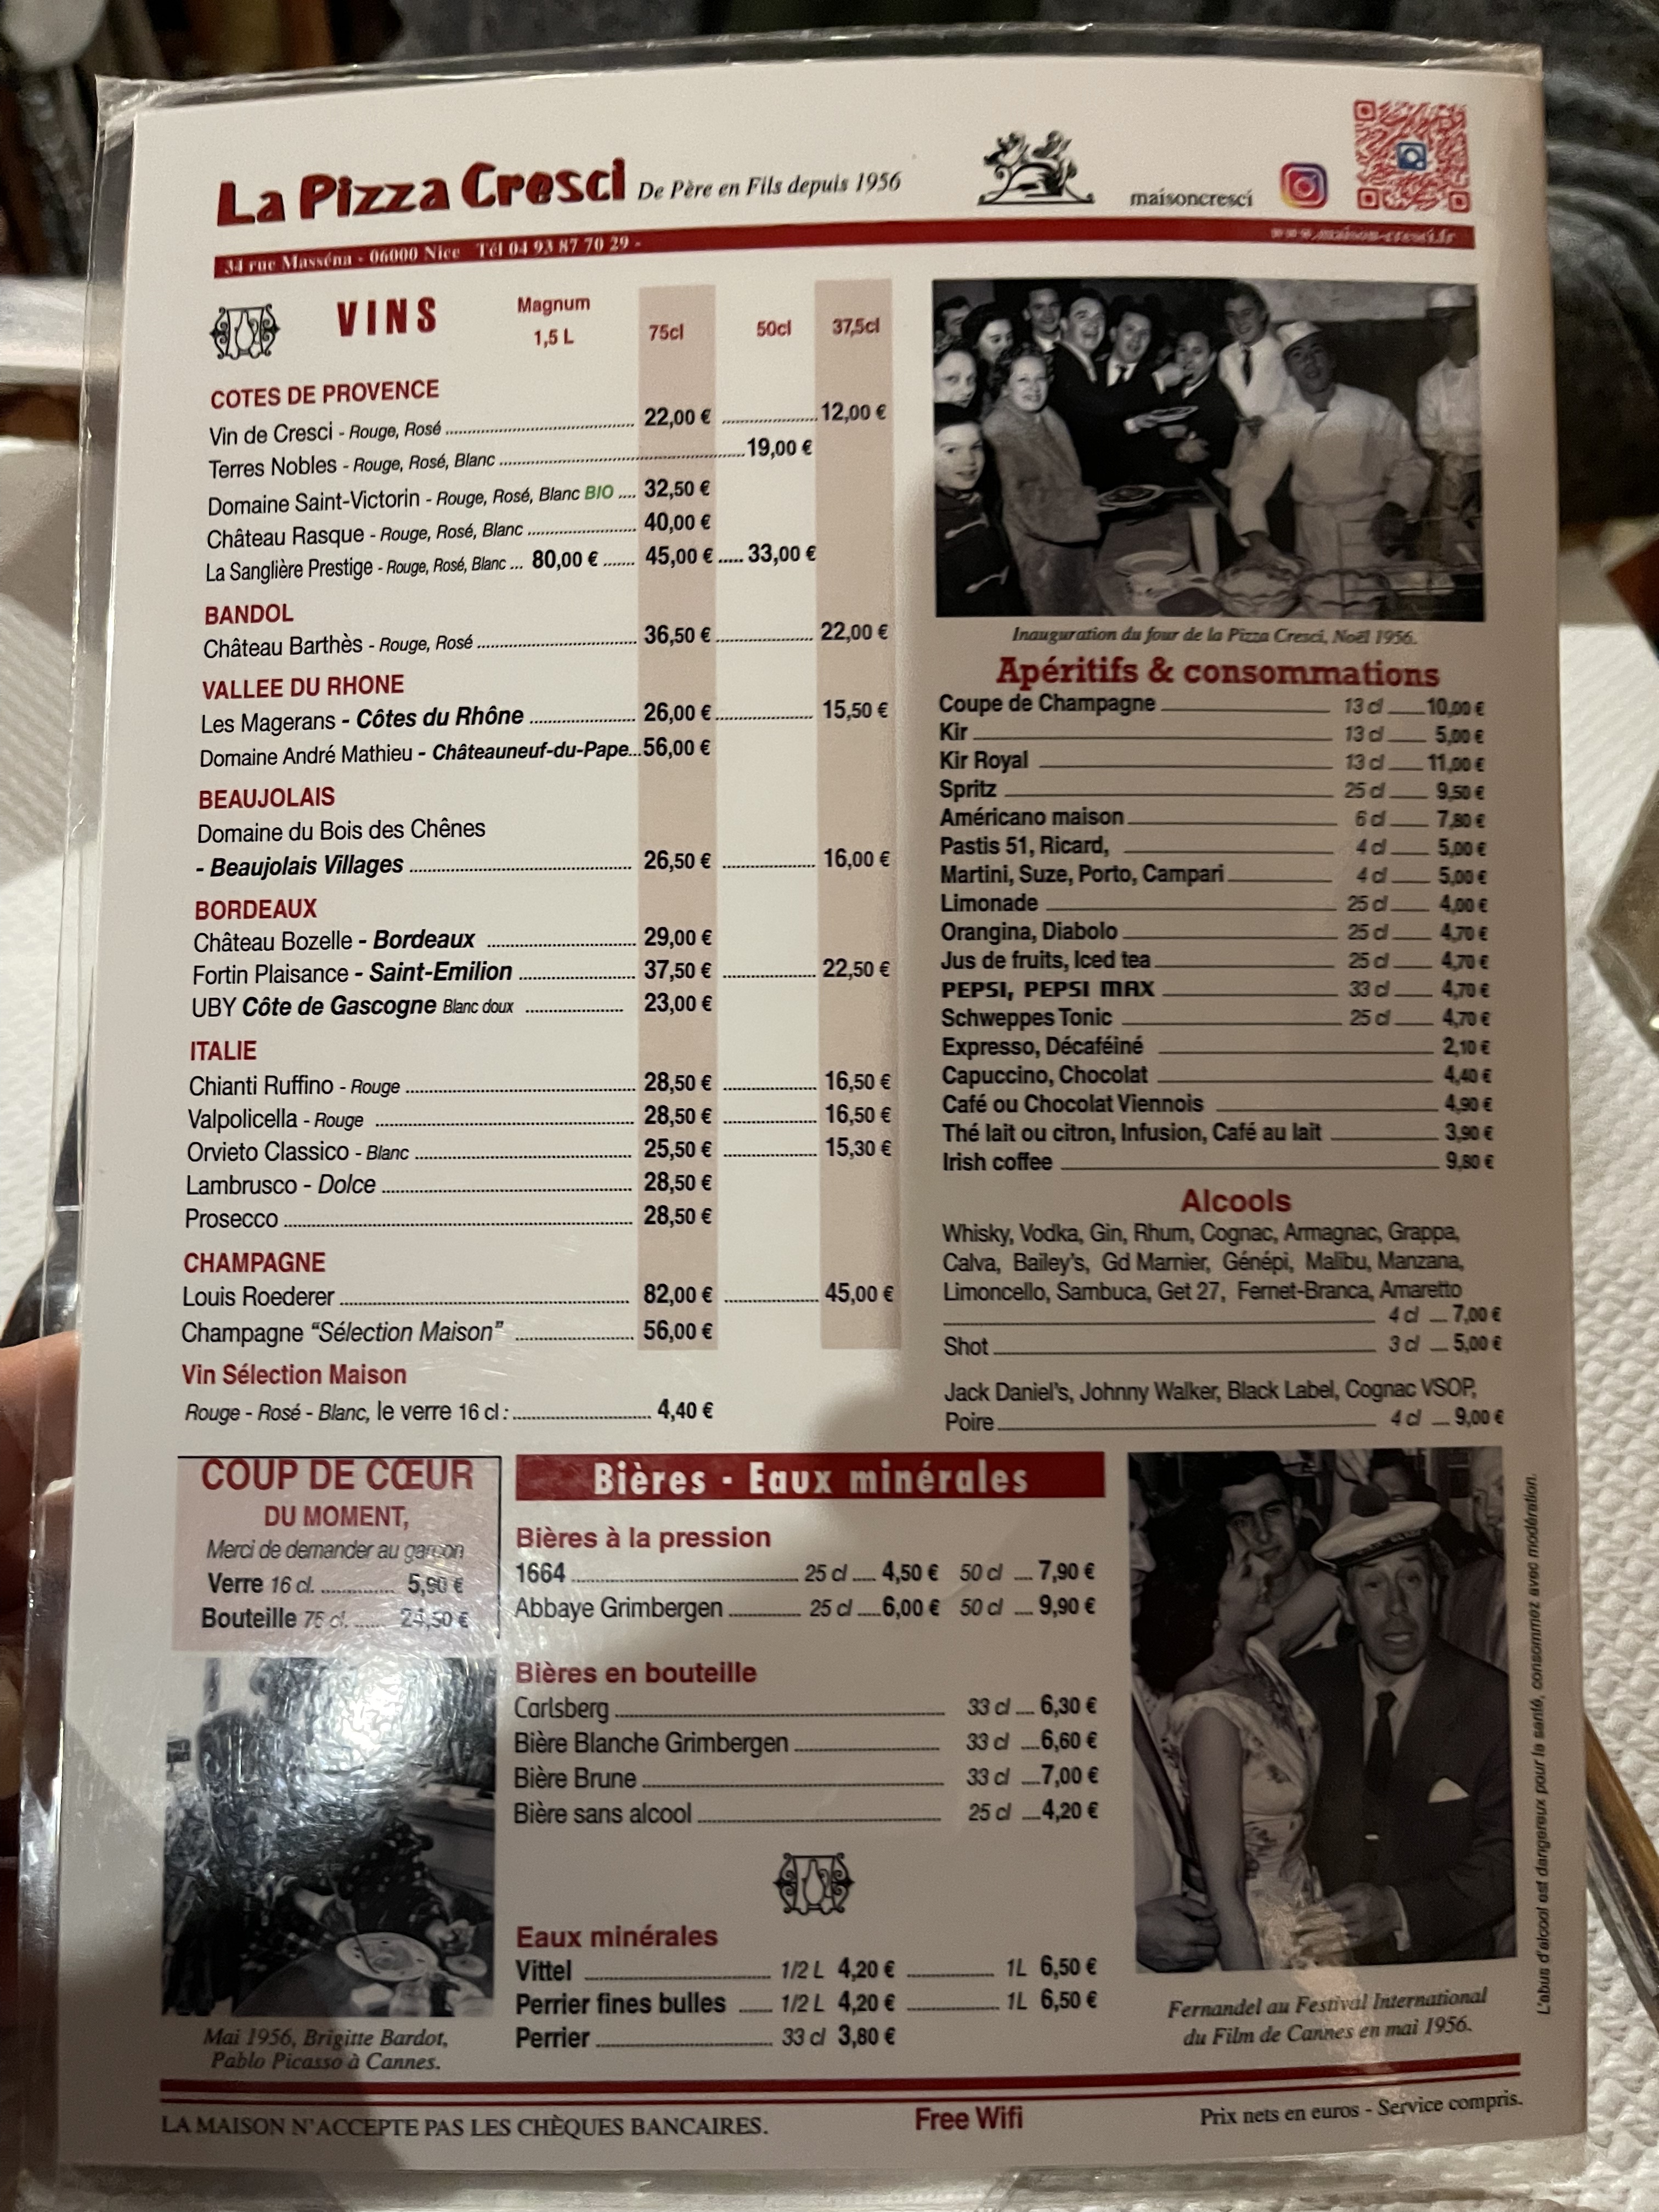 La Pizza Cresci De Père en Fils depuis 1956
maisoncresci
34 rue Masséna - 06000 Nice Tél 04 93 87 70 29 -
www.maison-cresci.fr
VINS
Magnum
1,5 L
75cl
50cl
37,5cl
COTES DE PROVENCE
Vin de Cresci - Rouge, Rosé 22,00 € 12,00 €
Terres Nobles - Rouge, Rosé, Blanc 19,00 €
Domaine Saint-Victorin - Rouge, Rosé, Blanc BIO .... 32,50 €
Château Rasque - Rouge, Rosé, Blanc 40,00 €
La Sanglière Prestige - Rouge, Rosé, Blanc ... 80,00 € ....... 45,00 € ..... 33,00 €
BANDOL
Château Barthès - Rouge, Rosé 36,50 € 22,00 €
VALLEE DU RHONE
Les Magerans - Côtes du Rhône 26,00 € 15,50 €
Domaine André Mathieu - Châteauneuf-du-Pape...56,00 €
BEAUJOLAIS
Domaine du Bois des Chênes
- Beaujolais Villages 26,50 € 16,00 €
BORDEAUX
Château Bozelle - Bordeaux 29,00 €
Fortin Plaisance - Saint-Emilion 37,50 € 22,50 €
UBY Côte de Gascogne Blanc doux 23,00 €
ITALIE
Chianti Ruffino - Rouge 28,50 € 16,50 €
Valpolicella - Rouge 28,50 € 16,50 €
Orvieto Classico - Blanc 25,50 € 15,30 €
Lambrusco - Dolce 28,50 €
Prosecco 28,50 €
CHAMPAGNE
Louis Roederer 82,00 € 45,00 €
Champagne “Sélection Maison” 56,00 €
Vin Sélection Maison
Rouge - Rosé - Blanc, le verre 16 cl : 4,40 €
Inauguration du four de la Pizza Cresci, Noël 1956.
Apéritifs & consommations
Coupe de Champagne 13 cl 10,00 €
Kir 13 cl 5,00 €
Kir Royal 13 cl 11,00 €
Spritz 25 cl 9,50 €
Américano maison 6 cl 7,80 €
Pastis 51, Ricard, 4 cl 5,00 €
Martini, Suze, Porto, Campari 4 cl 5,00 €
Limonade 25 cl 4,00 €
Orangina, Diabolo 25 cl 4,70 €
Jus de fruits, Iced tea 25 cl 4,70 €
PEPSI, PEPSI MAX 33 cl 4,70 €
Schweppes Tonic 25 cl 4,70 €
Expresso, Décaféiné 2,10 €
Capuccino, Chocolat 4,40 €
Café ou Chocolat Viennois 4,90 €
Thé lait ou citron, Infusion, Café au lait 3,90 €
Irish coffee 9,80 €
Alcools
Whisky, Vodka, Gin, Rhum, Cognac, Armagnac, Grappa,
Calva, Bailey's, Gd Marnier, Génépi, Malibu, Manzana,
Limoncello, Sambuca, Get 27, Fernet-Branca, Amaretto
4 cl 7,00 €
Shot 3 cl 5,00 €
Jack Daniel's, Johnny Walker, Black Label, Cognac VSOP,
Poire 4 cl 9,00 €
COUP DE CŒUR
DU MOMENT,
Merci de demander au garçon
Verre 16 cl. 5,90 €
Bouteille 75 cl. 24,50 €
Mai 1956, Brigitte Bardot,
Pablo Picasso à Cannes.
Bières - Eaux minérales
Bières à la pression
1664 25 cl 4,50 € 50 cl 7,90 €
Abbaye Grimbergen 25 cl 6,00 € 50 cl 9,90 €
Bières en bouteille
Carlsberg 33 cl 6,30 €
Bière Blanche Grimbergen 33 cl 6,60 €
Bière Brune 33 cl 7,00 €
Bière sans alcool 25 cl 4,20 €
Eaux minérales
Vittel 1/2 L 4,20 € 1L 6,50 €
Perrier fines bulles 1/2 L 4,20 € 1L 6,50 €
Perrier 33 cl 3,80 €
Fernandel au Festival International
du Film de Cannes en mai 1956.
L'abus d'alcool est dangereux pour la santé, consommez avec modération.
LA MAISON N'ACCEPTE PAS LES CHÈQUES BANCAIRES.
Free Wifi
Prix nets en euros - Service compris.